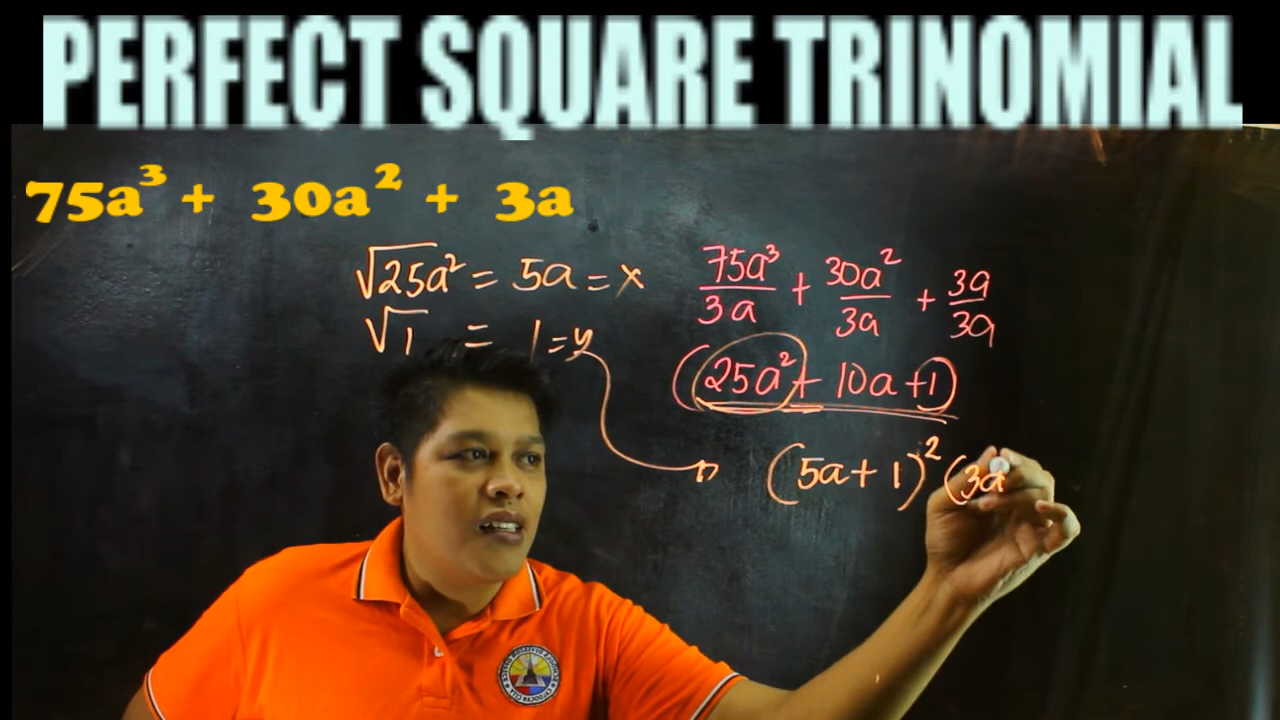 PERFECT SQUARE TRINOMIAL
75a³ + 30a² + 3a
√25a² = 5a = x
√1 = 1 = y
75a³/3a + 30a²/3a + 3a/3a
(25a² + 10a + 1)
(5a + 1)² (3a